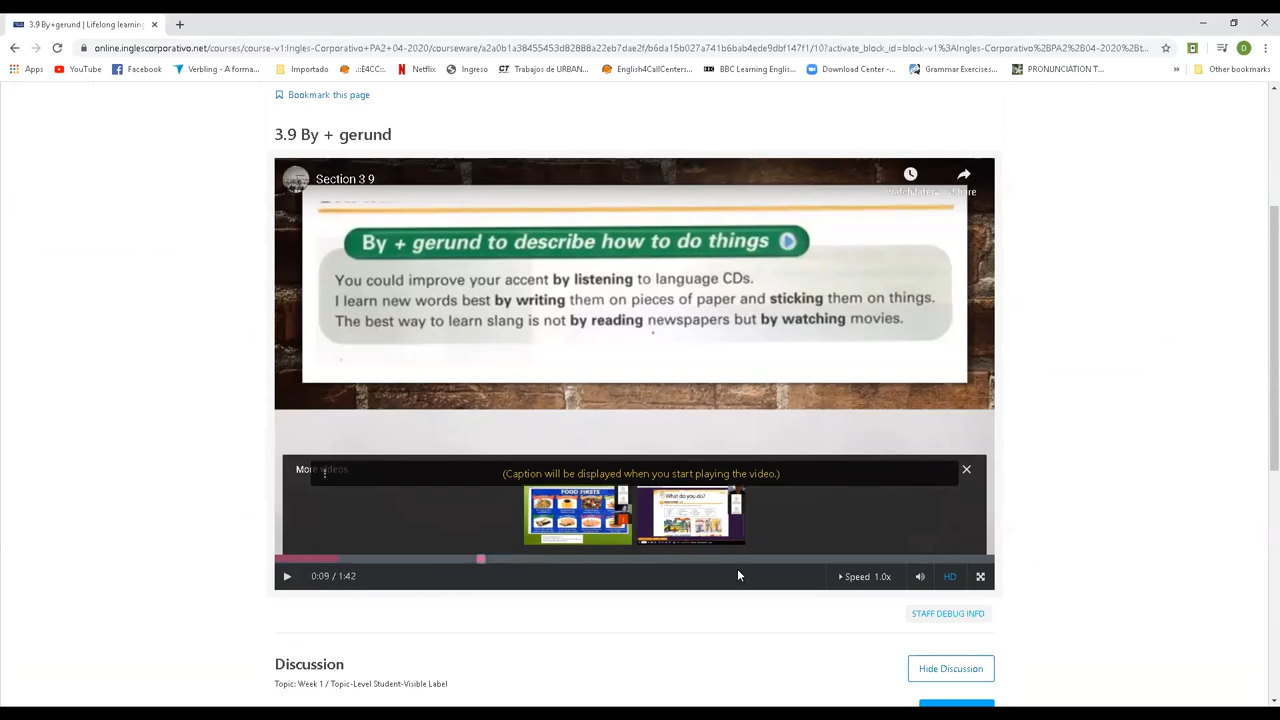 3.9 By+gerund | Lifelong learning
online.inglescorporativo.net/courses/course-v1:Ingles-Corporativo+PA2+04-2020/courseware/a2a0b1a38455453d82888a22eb7dae2f/b6da15b027a741b6bab4ede9dbf147f1/10?activate_block_id=block-v1%3AIngles-Corporativo%2BPA2%2B04-2020%2Bt...
D
Apps YouTube Facebook Verbling - A forma... Importado .::E4CC::. Netflix Ingreso Trabajos de URBAN... English4CallCenters... BBC Learning Englis... Download Center -... Grammar Exercises... PRONUNCIATION T... » Other bookmarks
Bookmark this page
3.9 By + gerund
Section 3 9
Watch later Share
By + gerund to describe how to do things
You could improve your accent by listening to language CDs.
I learn new words best by writing them on pieces of paper and sticking them on things.
The best way to learn slang is not by reading newspapers but by watching movies.
More videos
(Caption will be displayed when you start playing the video.)
FOOD FIRSTS
What do you do?
0:09 / 1:42
Speed 1.0x
HD
STAFF DEBUG INFO
Discussion
Hide Discussion
Topic: Week 1 / Topic-Level Student-Visible Label